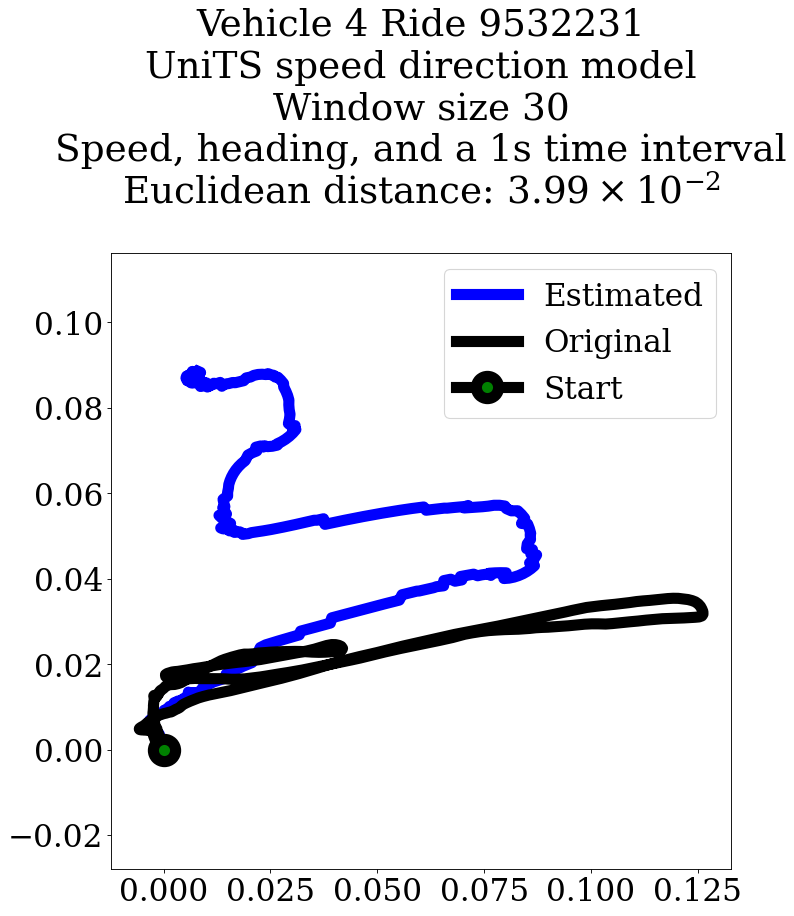 Vehicle 4 Ride 9532231
UniTS speed direction model
Window size 30
Speed, heading, and a 1s time interval
Euclidean distance: 3.99 × 10⁻²
Estimated
Original
Start
0.10
0.08
0.06
0.04
0.02
0.00
−0.02
0.000 0.025 0.050 0.075 0.100 0.125